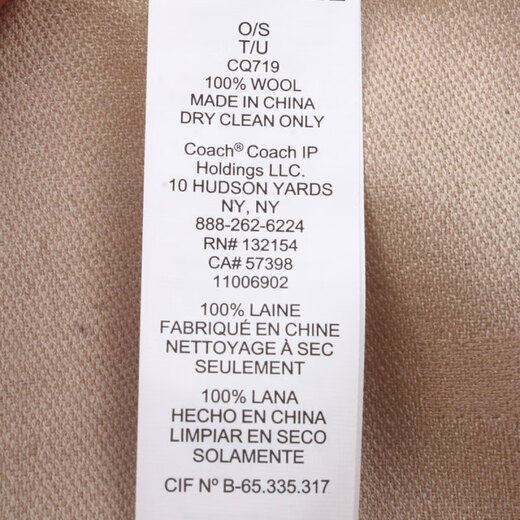 O/S
T/U
CQ719
100% WOOL
MADE IN CHINA
DRY CLEAN ONLY
Coach® Coach IP
Holdings LLC.
10 HUDSON YARDS
NY, NY
888-262-6224
RN# 132154
CA# 57398
11006902
100% LAINE
FABRIQUÉ EN CHINE
NETTOYAGE À SEC
SEULEMENT
100% LANA
HECHO EN CHINA
LIMPIAR EN SECO
SOLAMENTE
CIF Nº B-65.335.317